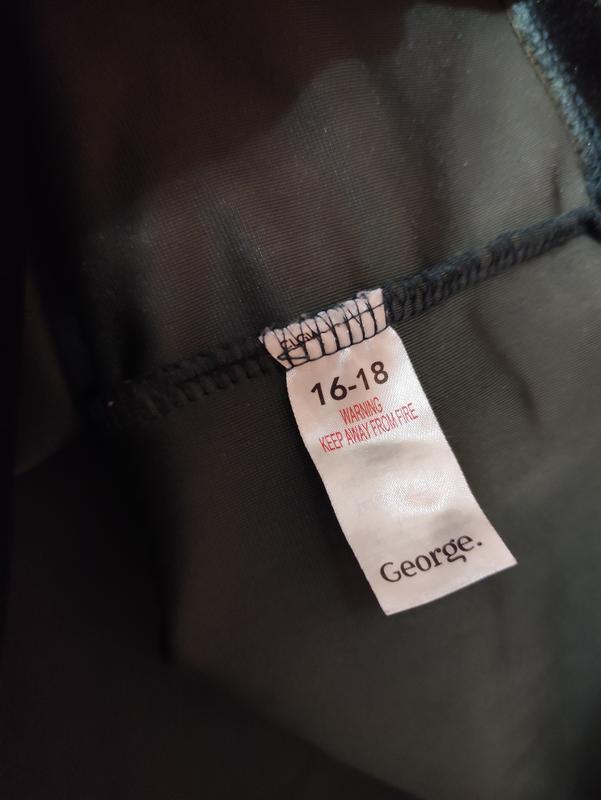 16-18
WARNING
KEEP AWAY FROM FIRE
George.